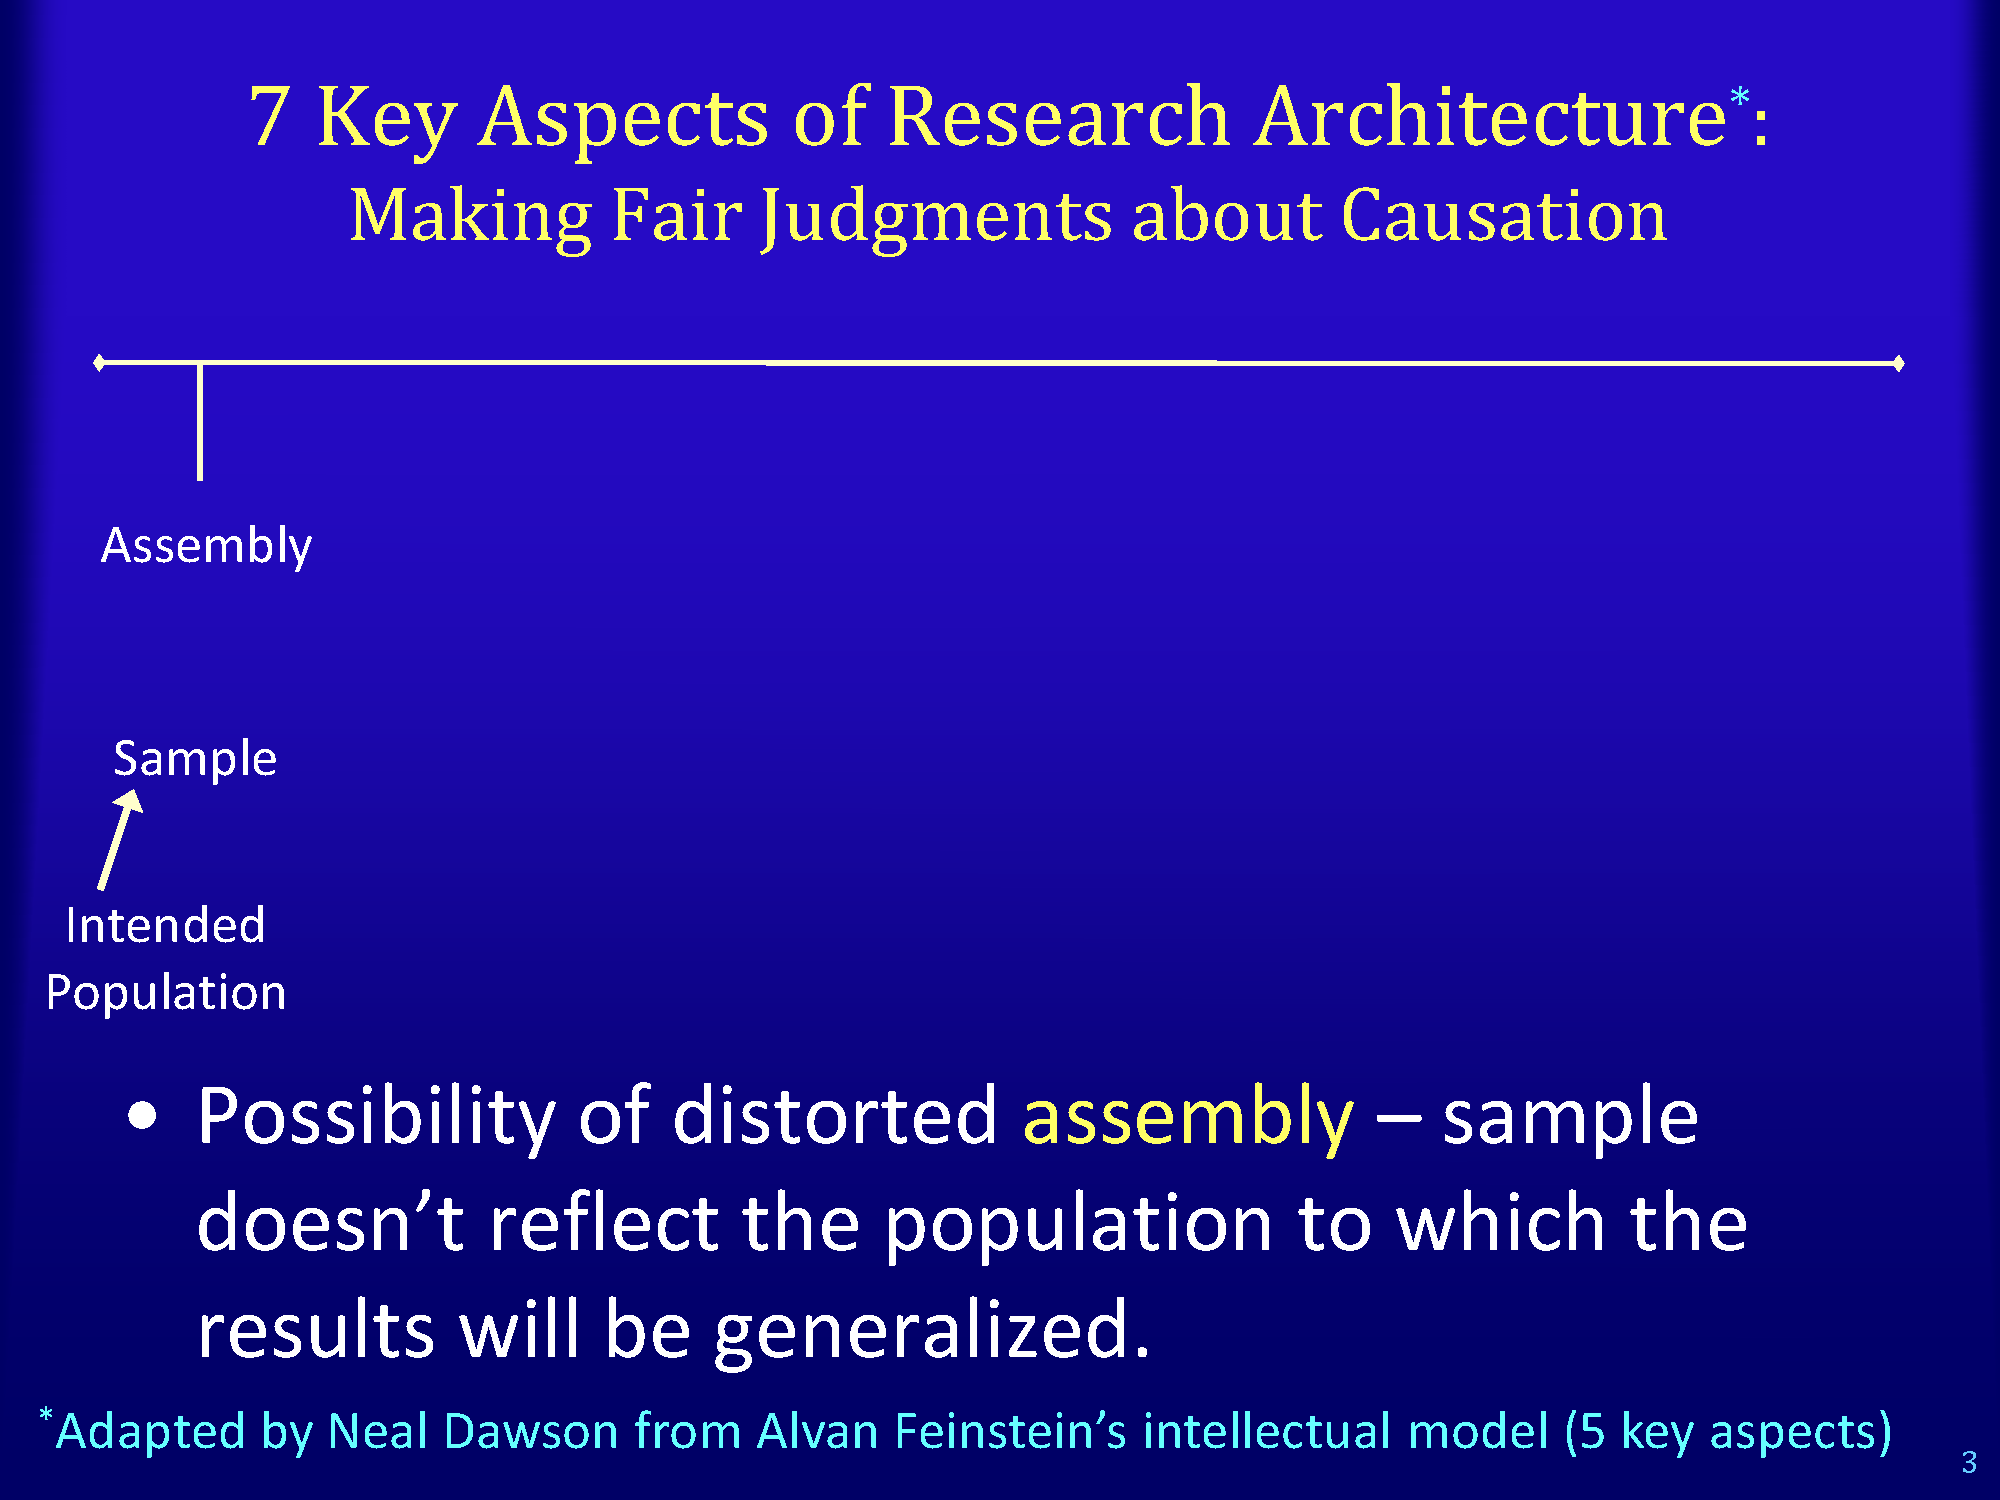 7 Key Aspects of Research Architecture*:
Making Fair Judgments about Causation
Assembly
Sample
Intended
Population
• Possibility of distorted assembly – sample
doesn’t reflect the population to which the
results will be generalized.
*Adapted by Neal Dawson from Alvan Feinstein’s intellectual model (5 key aspects)
3